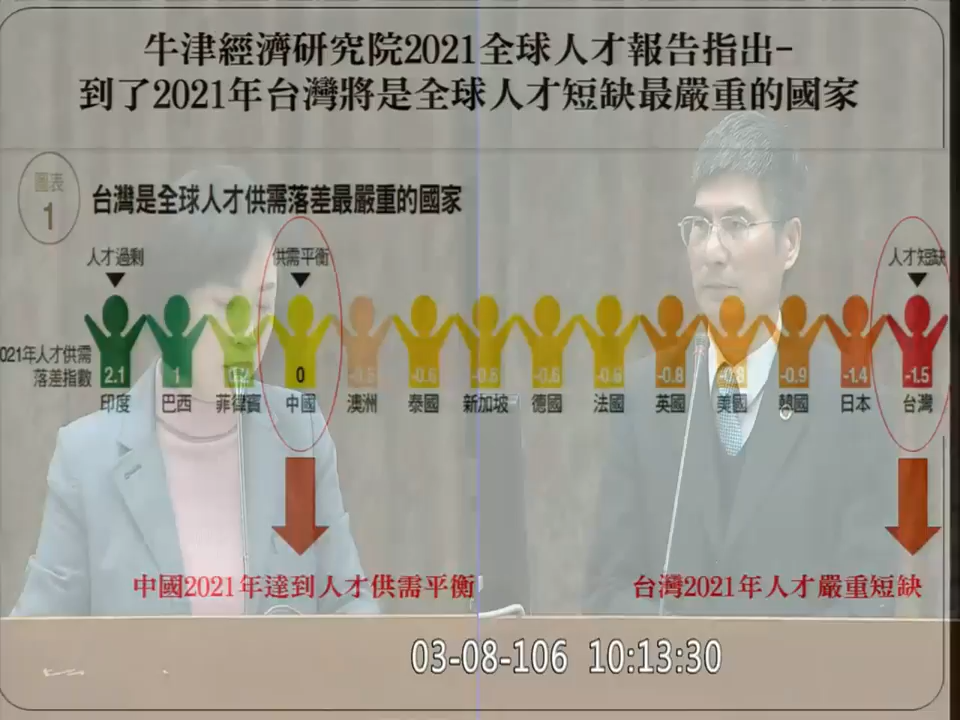 牛津經濟研究院2021全球人才報告指出-
到了2021年台灣將是全球人才短缺最嚴重的國家
圖表
1
台灣是全球人才供需落差最嚴重的國家
人才過剩 供需平衡 人才短缺
021年人才供需
落差指數
2.1 1 0.2 0 -0.6 -0.8 -0.8 -0.9 -1.4 -1.5
印度 巴西 菲律賓 中國 澳洲 泰國 新加坡 德國 法國 英國 美國 韓國 日本 台灣
中國2021年達到人才供需平衡 台灣2021年人才嚴重短缺
03-08-106 10:13:30